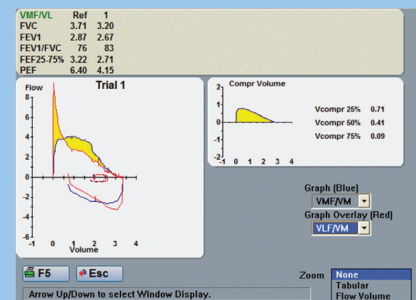 VMF/VL Ref 1
FVC 3.71 3.20
FEV1 2.87 2.67
FEV1/FVC 76 83
FEF25-75% 3.22 2.71
PEF 6.40 4.15
Flow Trial 1
8
6
4
2
0
-2
-4
-6
-1 0 1 2 3 4
Volume
Compr Volume
2
1
0
-1
-2
-1 0 1 2 3 4
Vcompr 25% 0.71
Vcompr 50% 0.41
Vcompr 75% 0.09
Graph (Blue)
VMF/VM
Graph Overlay (Red)
VLF/VM
F5 Esc
Zoom None
Tabular
Flow Volume
Arrow Up/Down to select Window Display.